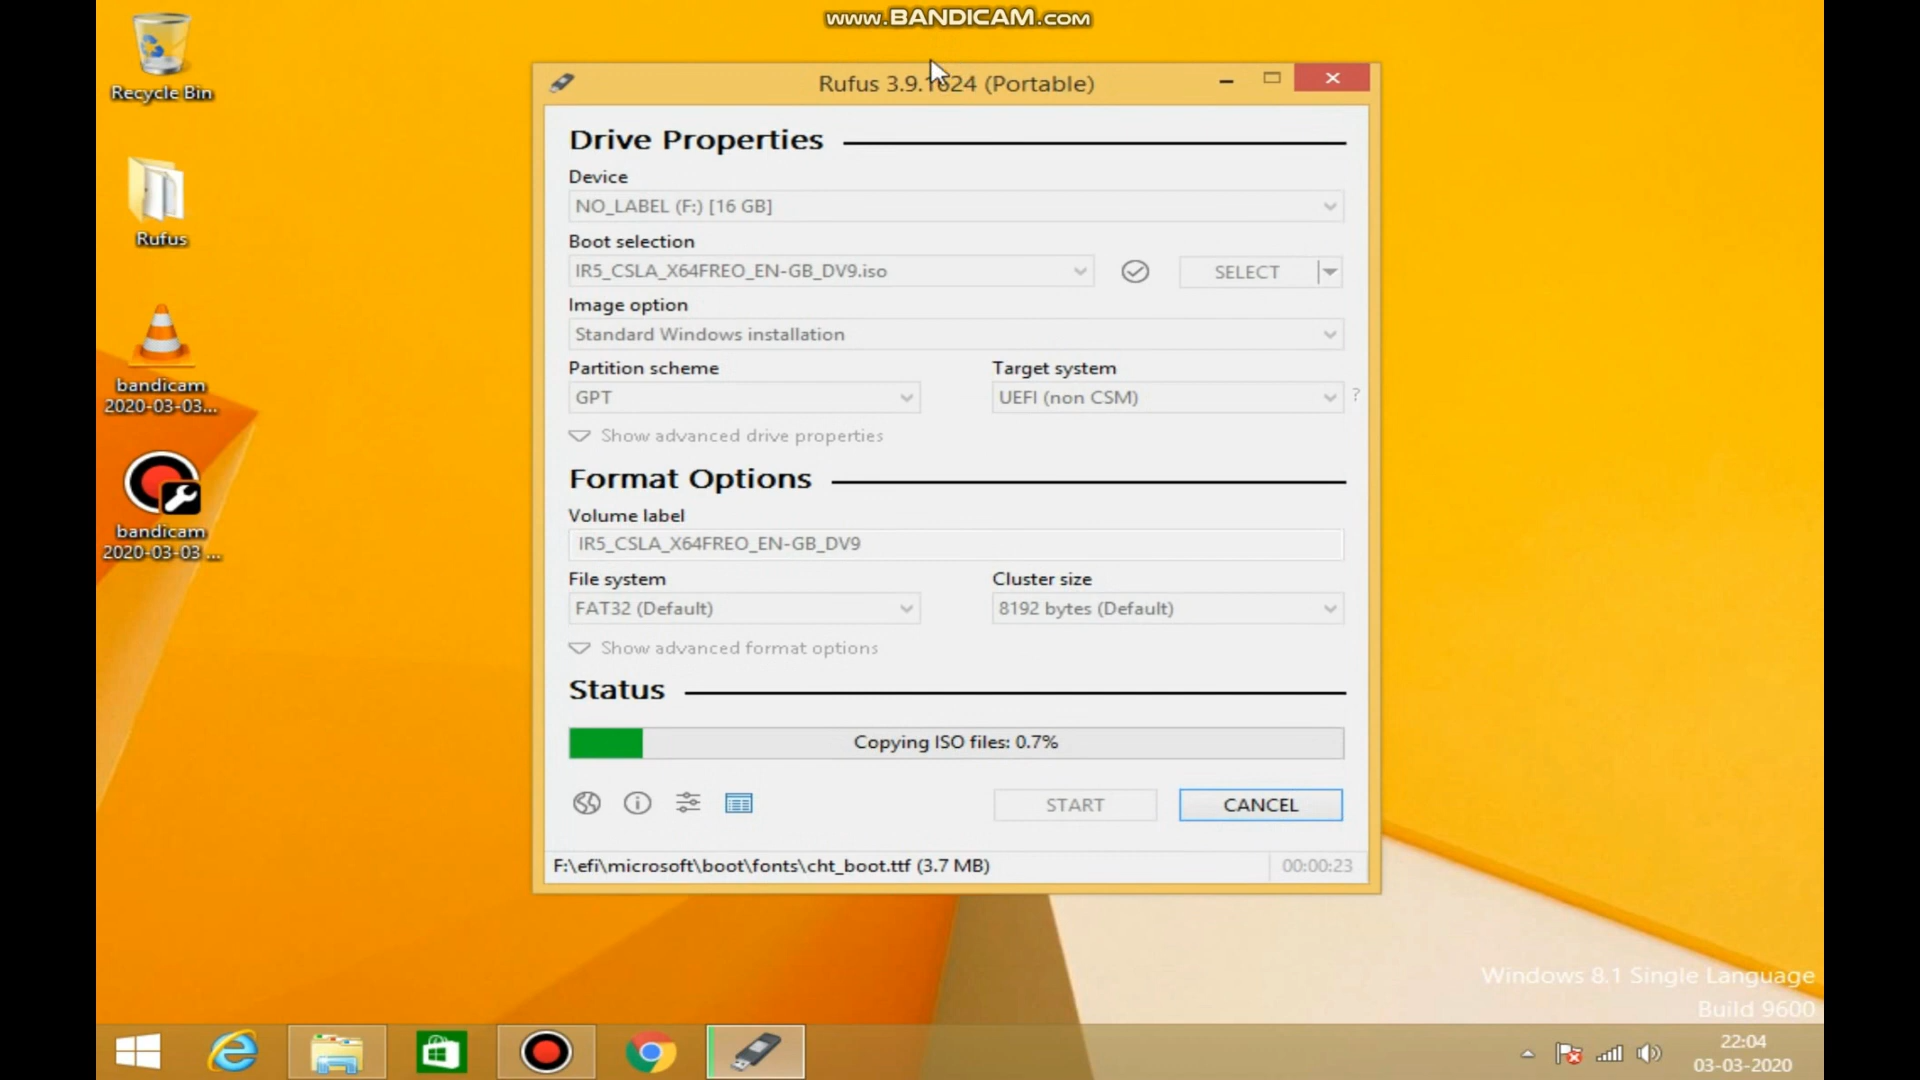 www.BANDICAM.com
Recycle Bin
Rufus
bandicam
2020-03-03...
bandicam
2020-03-03 ...
Rufus 3.9.1624 (Portable)
Drive Properties
Device
NO_LABEL (F:) [16 GB]
Boot selection
IR5_CSLA_X64FREO_EN-GB_DV9.iso
SELECT
Image option
Standard Windows installation
Partition scheme
Target system
GPT
UEFI (non CSM)
?
Show advanced drive properties
Format Options
Volume label
IR5_CSLA_X64FREO_EN-GB_DV9
File system
Cluster size
FAT32 (Default)
8192 bytes (Default)
Show advanced format options
Status
Copying ISO files: 0.7%
START
CANCEL
F:\efi\microsoft\boot\fonts\cht_boot.ttf (3.7 MB)
00:00:23
Windows 8.1 Single Language
Build 9600
22:04
03-03-2020